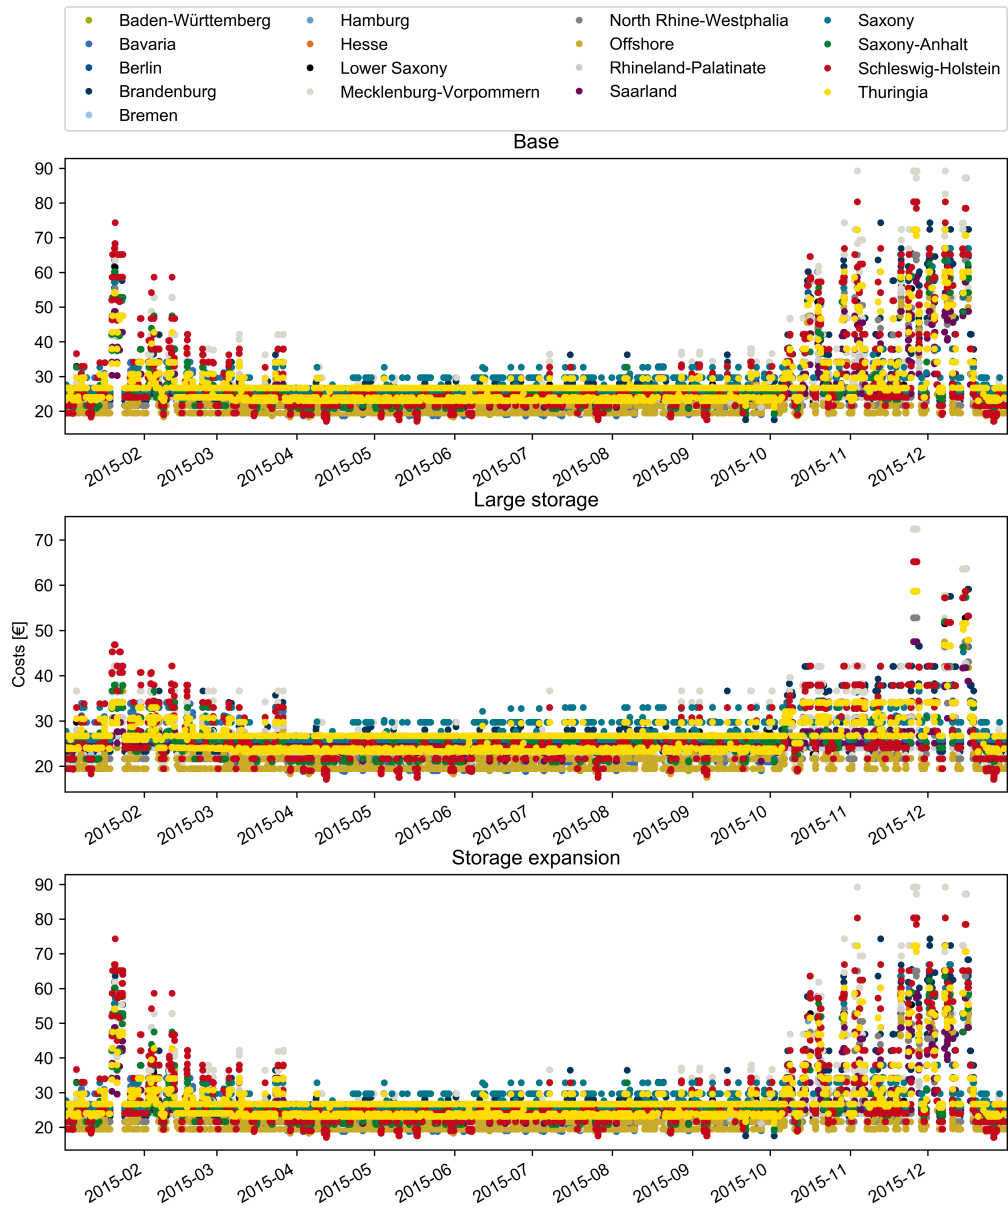 Baden-Württemberg Hamburg North Rhine-Westphalia Saxony
Bavaria Hesse Offshore Saxony-Anhalt
Berlin Lower Saxony Rhineland-Palatinate Schleswig-Holstein
Brandenburg Mecklenburg-Vorpommern Saarland Thuringia
Bremen
Base
90
80
70
60
50
40
30
20
2015-02 2015-03 2015-04 2015-05 2015-06 2015-07 2015-08 2015-09 2015-10 2015-11 2015-12
Large storage
Costs [€]
70
60
50
40
30
20
2015-02 2015-03 2015-04 2015-05 2015-06 2015-07 2015-08 2015-09 2015-10 2015-11 2015-12
Storage expansion
90
80
70
60
50
40
30
20
2015-02 2015-03 2015-04 2015-05 2015-06 2015-07 2015-08 2015-09 2015-10 2015-11 2015-12